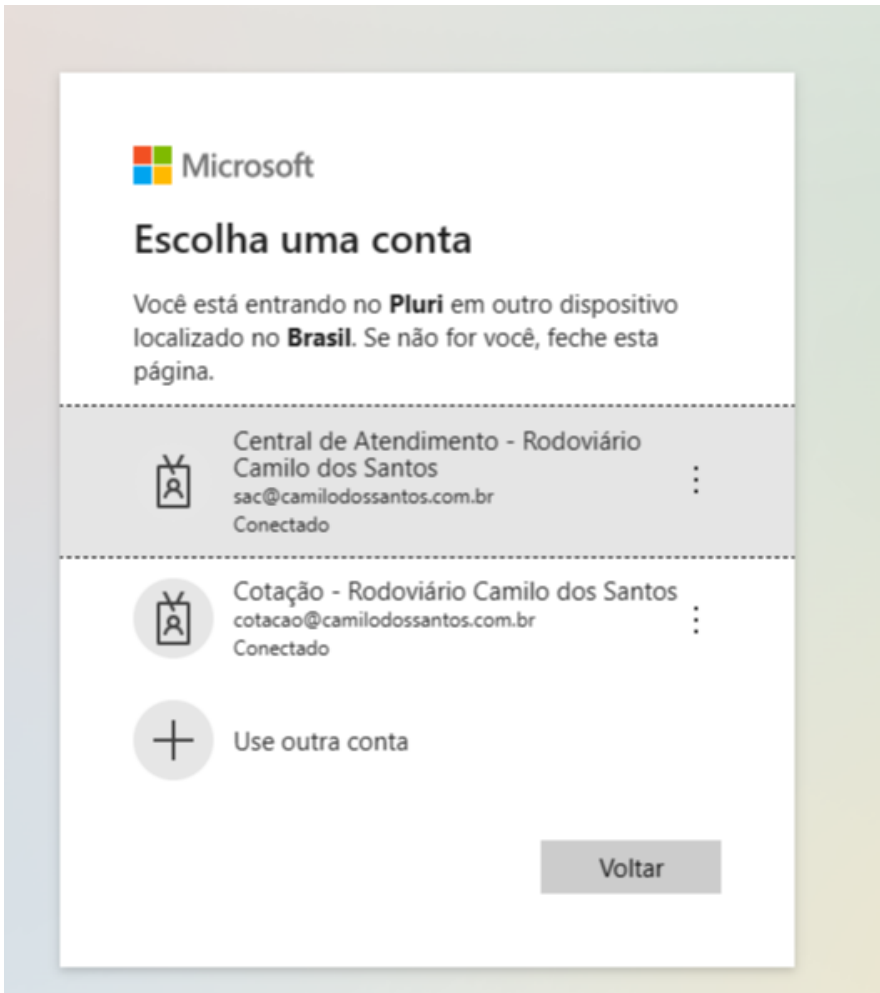 Microsoft
Escolha uma conta
Você está entrando no Pluri em outro dispositivo
localizado no Brasil. Se não for você, feche esta
página.
Central de Atendimento - Rodoviário
Camilo dos Santos
sac@camilodossantos.com.br
Conectado
Cotação - Rodoviário Camilo dos Santos
cotacao@camilodossantos.com.br
Conectado
Use outra conta
Voltar